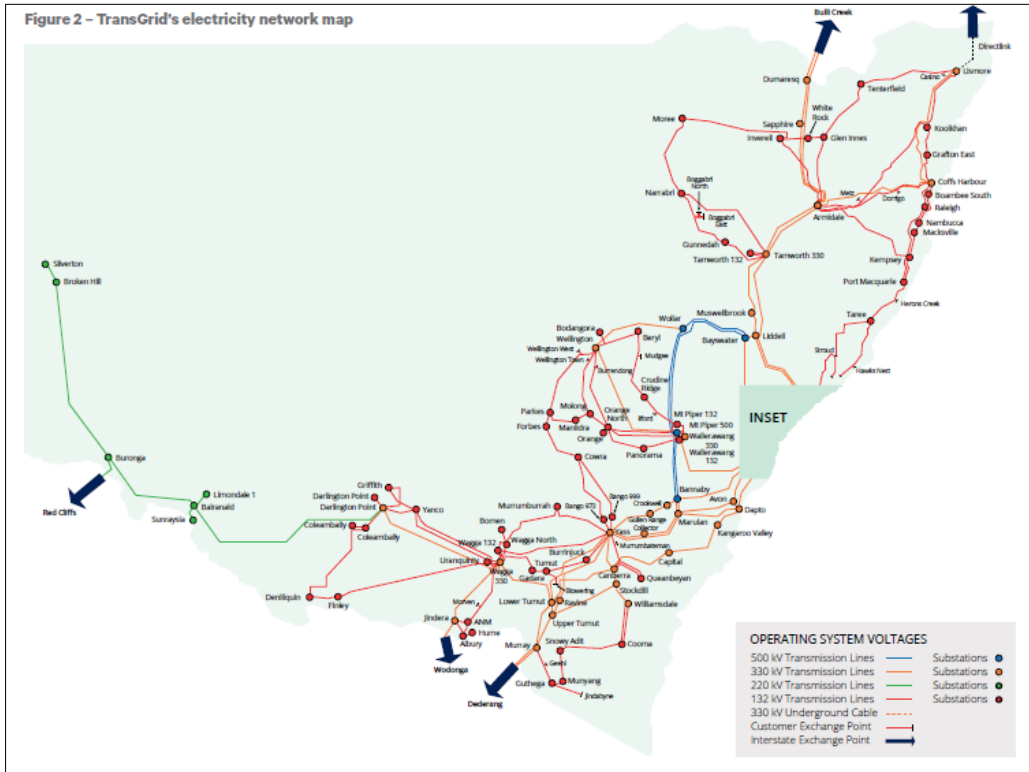 Figure 2 – TransGrid's electricity network map
Bulli Creek
Directlink
Dumaresq
Casino
Lismore
Tenterfield
White
Rock
Sapphire
Moree
Inverell
Glen Innes
Koolkhan
Grafton East
Boggabri
North
Coffs Harbour
Narrabri
Metz
Dorrigo
Boambee South
Raleigh
Armidale
Boggabri
East
Nambucca
Macksville
Gunnedah
Tamworth 132
Tamworth 330
Kempsey
Silverton
Port Macquarie
Broken Hill
Herons Creek
Muswellbrook
Taree
Wollar
Bodangora
Wellington
Beryl
Bayswater
Liddell
Wellington West
Wellington Town
Mudgee
Stroud
Burrendong
Hawks Nest
Crudine
Ridge
INSET
Parkes
Molong
Orange
North
Ilford
Mt Piper 132
Mt Piper 500
Forbes
Manildra
Orange
Wallerawang
330
Panorama
Wallerawang
132
Cowra
Buronga
Bannaby
Griffith
Limondale 1
Darlington Point
Darlington Point
Murrumburrah
Bango 973
Bango 999
Crookwell
Avon
Red Cliffs
Balranald
Yanco
Gullen Range
Collector
Dapto
Sunraysia
Bomen
Marulan
Coleambally
Coleambally
Wagga 132
Wagga North
Yass
Kangaroo Valley
Murrumbateman
Burrinjuck
Uranquinty
Wagga
330
Tumut
Capital
Gadara
Canberra
Queanbeyan
Blowering
Stockdill
Deniliquin
Finley
Morven
Lower Tumut
Ravine
Williamsdale
Jindera
ANM
Upper Tumut
Hume
Albury
Murray
Snowy Adit
Cooma
Wodonga
Geehi
Guthega
Munyang
Jindabyne
Dederang
OPERATING SYSTEM VOLTAGES
500 kV Transmission Lines Substations
330 kV Transmission Lines Substations
220 kV Transmission Lines Substations
132 kV Transmission Lines Substations
330 kV Underground Cable
Customer Exchange Point
Interstate Exchange Point